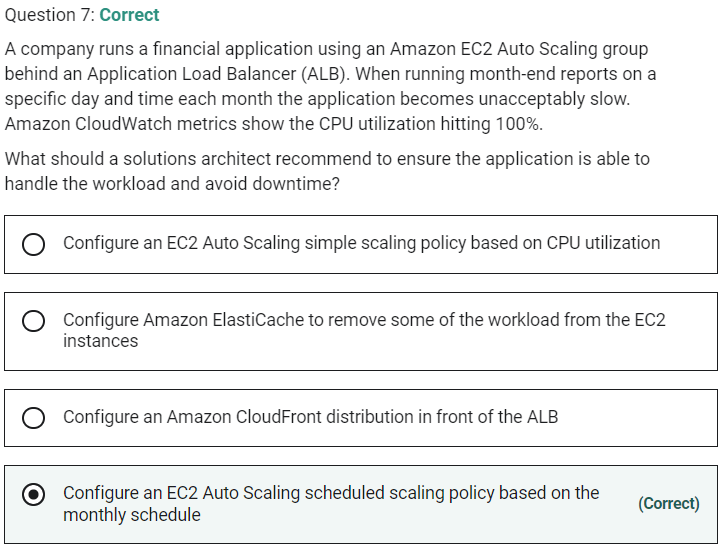 Question 7: Correct
A company runs a financial application using an Amazon EC2 Auto Scaling group
behind an Application Load Balancer (ALB). When running month-end reports on a
specific day and time each month the application becomes unacceptably slow.
Amazon CloudWatch metrics show the CPU utilization hitting 100%.
What should a solutions architect recommend to ensure the application is able to
handle the workload and avoid downtime?
Configure an EC2 Auto Scaling simple scaling policy based on CPU utilization
Configure Amazon ElastiCache to remove some of the workload from the EC2
instances
Configure an Amazon CloudFront distribution in front of the ALB
Configure an EC2 Auto Scaling scheduled scaling policy based on the
monthly schedule
(Correct)